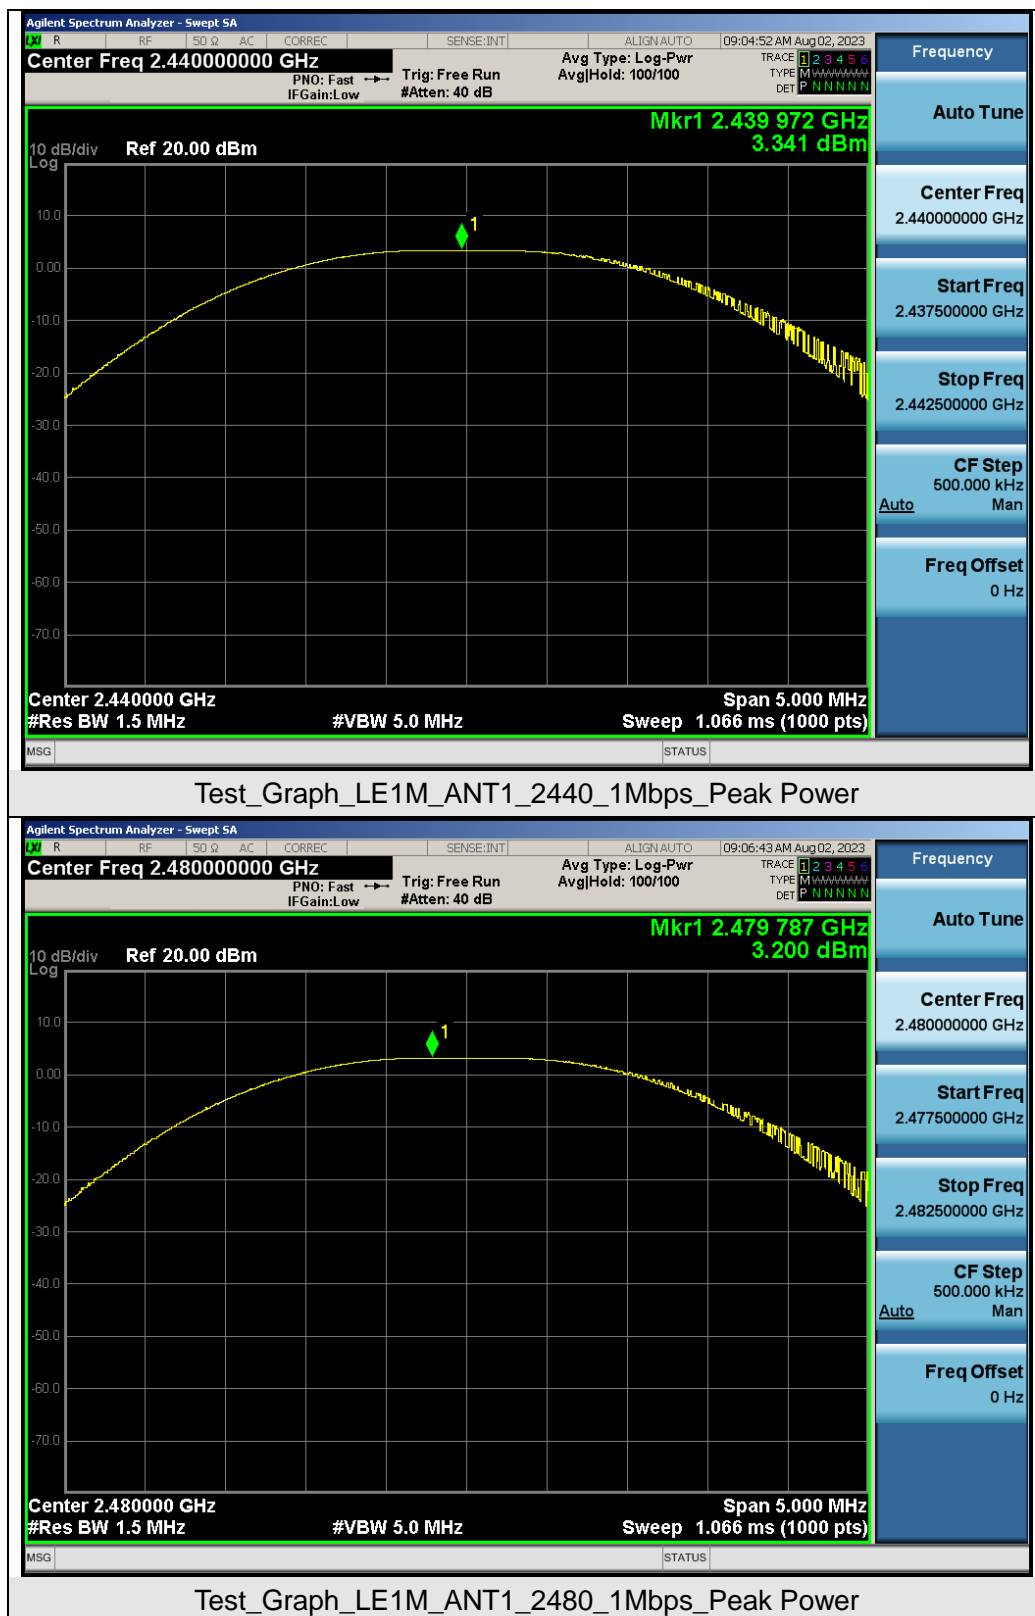 Agilent Spectrum Analyzer - Swept SA
LXI R RF 50 Ω AC CORREC SENSE:INT ALIGN AUTO 09:04:52 AM Aug 02, 2023
Center Freq 2.440000000 GHz
PNO: Fast
IFGain:Low
Trig: Free Run
#Atten: 40 dB
Avg Type: Log-Pwr
Avg|Hold: 100/100
TRACE 1 2 3 4 5 6
TYPE M WWWWW
DET P N N N N N
Mkr1 2.439 972 GHz
3.341 dBm
10 dB/div Ref 20.00 dBm
Log
1
10.0
0.00
-10.0
-20.0
-30.0
-40.0
-50.0
-60.0
-70.0
Center 2.440000 GHz Span 5.000 MHz
#Res BW 1.5 MHz #VBW 5.0 MHz Sweep 1.066 ms (1000 pts)
MSG STATUS
Frequency
Auto Tune
Center Freq
2.440000000 GHz
Start Freq
2.437500000 GHz
Stop Freq
2.442500000 GHz
CF Step
500.000 kHz
Auto Man
Freq Offset
0 Hz
Test_Graph_LE1M_ANT1_2440_1Mbps_Peak Power
Agilent Spectrum Analyzer - Swept SA
LXI R RF 50 Ω AC CORREC SENSE:INT ALIGN AUTO 09:06:43 AM Aug 02, 2023
Center Freq 2.480000000 GHz
PNO: Fast
IFGain:Low
Trig: Free Run
#Atten: 40 dB
Avg Type: Log-Pwr
Avg|Hold: 100/100
TRACE 1 2 3 4 5 6
TYPE M WWWWW
DET P N N N N N
Mkr1 2.479 787 GHz
3.200 dBm
10 dB/div Ref 20.00 dBm
Log
1
10.0
0.00
-10.0
-20.0
-30.0
-40.0
-50.0
-60.0
-70.0
Center 2.480000 GHz Span 5.000 MHz
#Res BW 1.5 MHz #VBW 5.0 MHz Sweep 1.066 ms (1000 pts)
MSG STATUS
Frequency
Auto Tune
Center Freq
2.480000000 GHz
Start Freq
2.477500000 GHz
Stop Freq
2.482500000 GHz
CF Step
500.000 kHz
Auto Man
Freq Offset
0 Hz
Test_Graph_LE1M_ANT1_2480_1Mbps_Peak Power